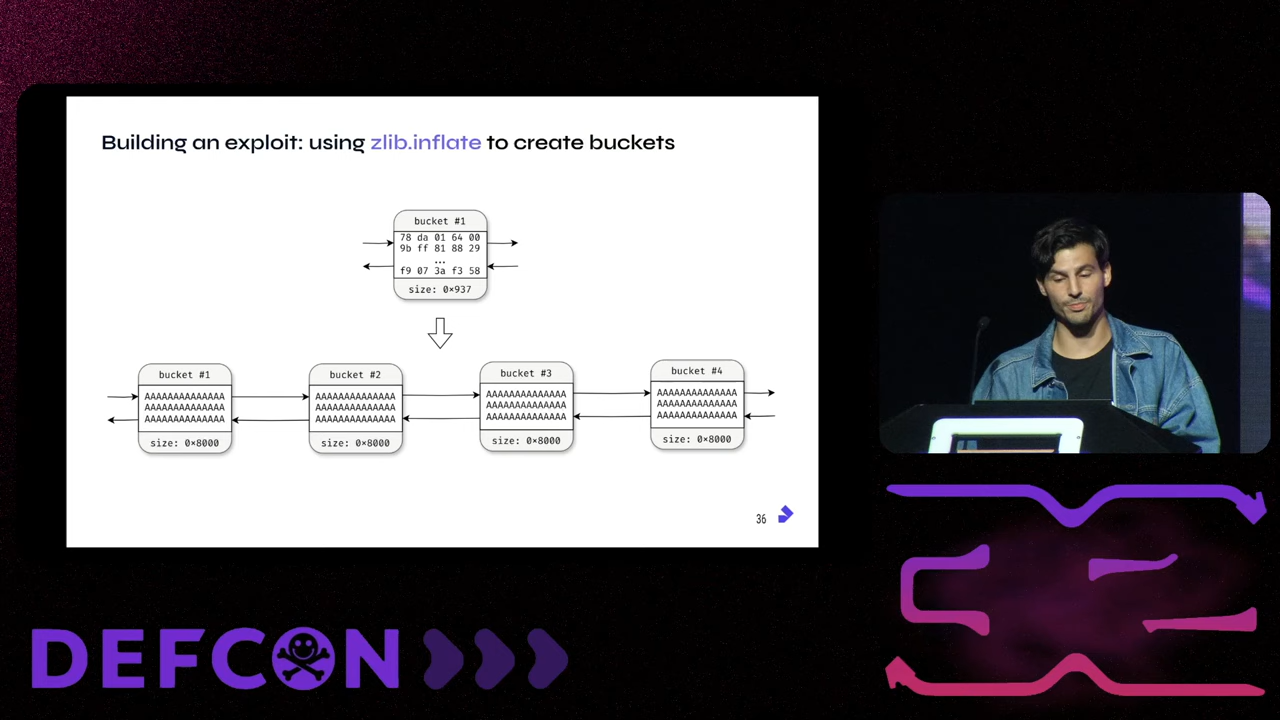 Building an exploit: using zlib.inflate to create buckets
bucket #1
78 da 01 64 00
9b ff 81 88 29
...
f9 07 3a f3 58
size: 0×937
bucket #1
AAAAAAAAAAAAAA
AAAAAAAAAAAAAA
AAAAAAAAAAAAAA
size: 0×8000
bucket #2
AAAAAAAAAAAAAA
AAAAAAAAAAAAAA
AAAAAAAAAAAAAA
size: 0×8000
bucket #3
AAAAAAAAAAAAAA
AAAAAAAAAAAAAA
AAAAAAAAAAAAAA
size: 0×8000
bucket #4
AAAAAAAAAAAAAA
AAAAAAAAAAAAAA
AAAAAAAAAAAAAA
size: 0×8000
36
DEFCON